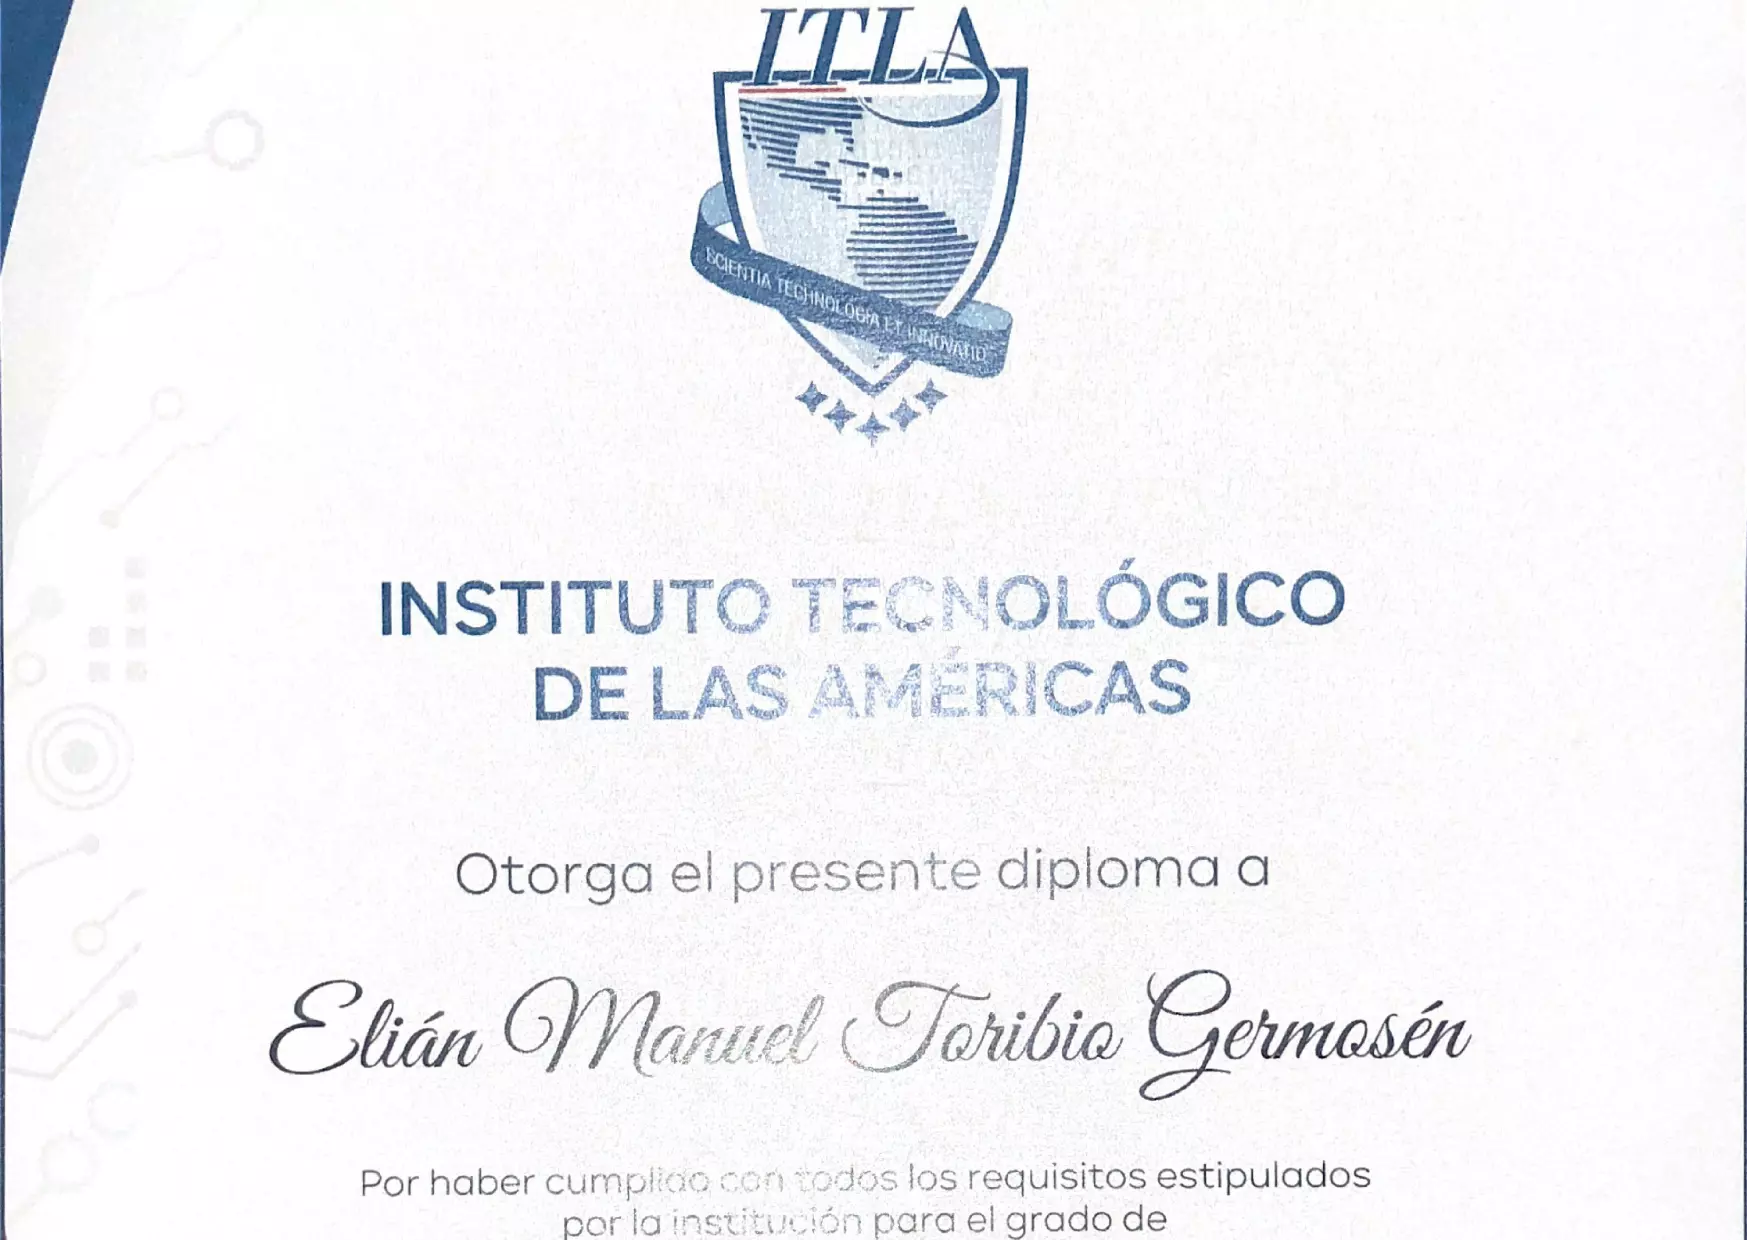 ITLA
SCIENTIA TECHNOLOGIA ET INNOVATIO
INSTITUTO TECNOLÓGICO
DE LAS AMÉRICAS
Otorga el presente diploma a
Elián Manuel Toribio Germosén
Por haber cumplido con todos los requisitos estipulados
por la institución para el grado de